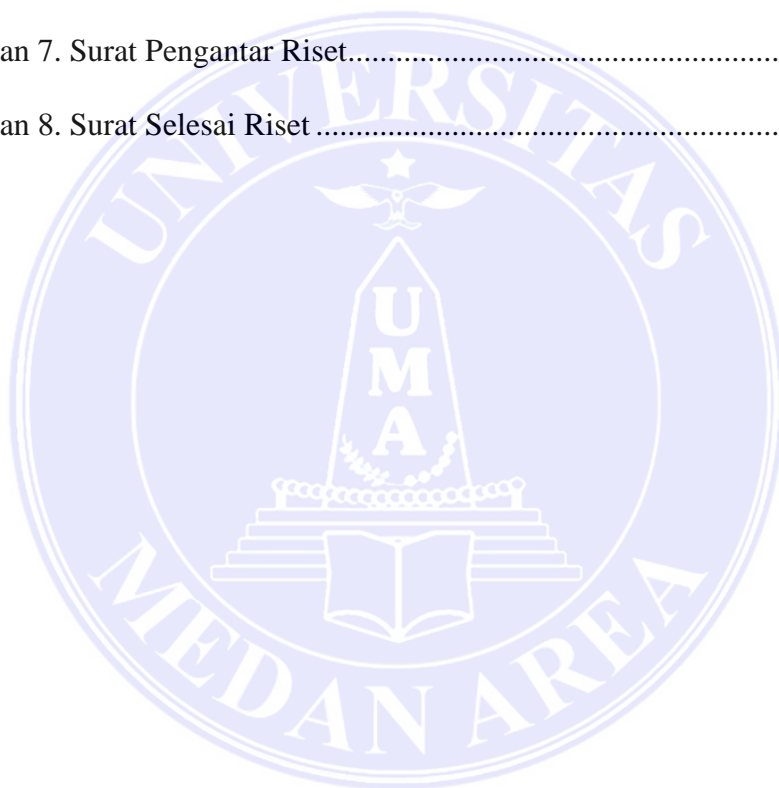 an 7. Surat Pengantar Riset.......................................................
an 8. Surat Selesai Riset ..........................................................
UNIVERSITAS
U
M
A
MEDAN AREA